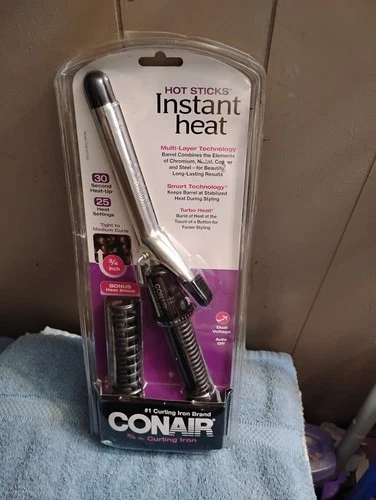 HOT STICKS®
Instant
heat
Multi-Layer Technology
Barrel Combines the Elements
of Chromium, Nickel, Copper
and Steel – for Beautiful
Long-Lasting Results
Smart Technology®
Keeps Barrel at Stabilized
Heat During Styling
Turbo Heat®
Burst of Heat at the
Touch of a Button for
Faster Styling
30
Second
Heat-Up
25
Heat
Settings
Tight to
Medium Curls
3/4
inch
BONUS
Heat Shield
CONAIR
Dual
Voltage
Auto
Off
#1 Curling Iron Brand
CONAIR®
3/4 in. Curling Iron